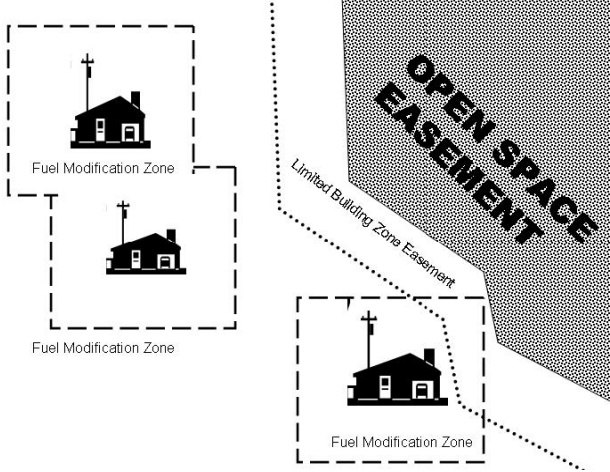 OPEN SPACE
EASEMENT
Fuel Modification Zone
Limited Building Zone Easement
Fuel Modification Zone
Fuel Modification Zone